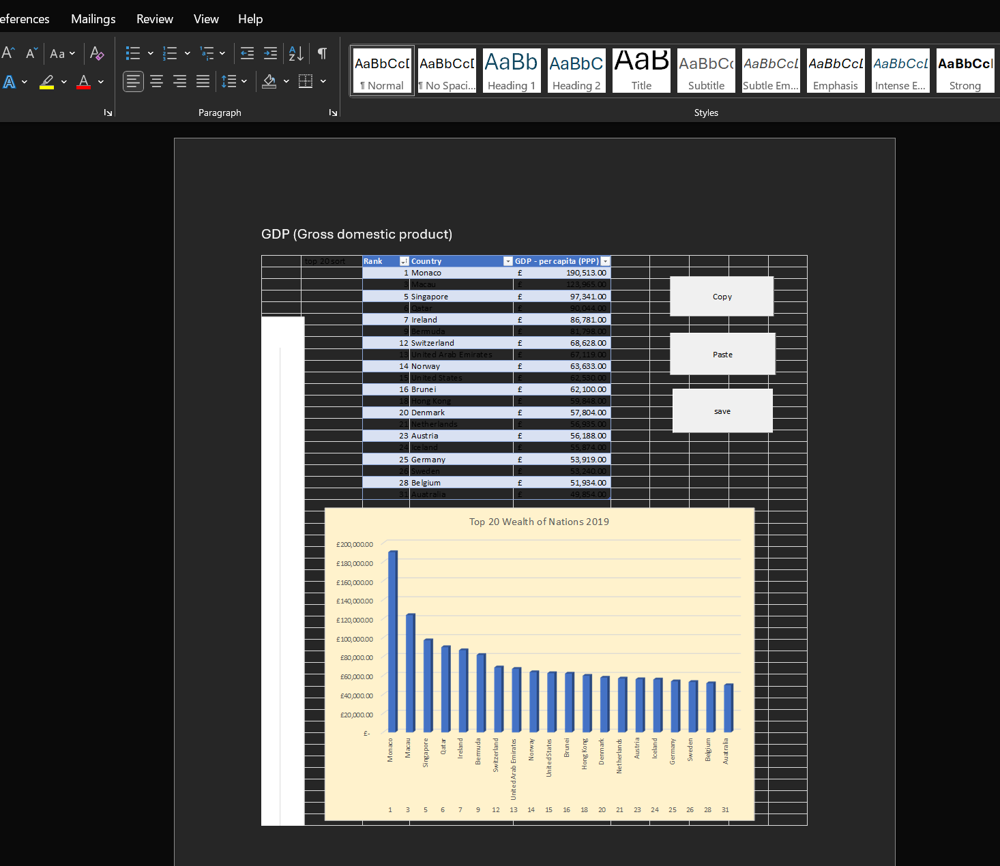 eferences Mailings Review View Help
A A Aa A
A A
Paragraph
AaBbCcD AaBbCcD AaBb AaBbC AaB AaBbCc AaBbCcL AaBbCcL AaBbCcL AaBbCcl
¶ Normal ¶ No Spaci... Heading 1 Heading 2 Title Subtitle Subtle Em... Emphasis Intense E... Strong
Styles
GDP (Gross domestic product)
top 20 sort Rank Country GDP - per capita (PPP)
1 Monaco £ 190,513.00
3 Macau £ 123,965.00
5 Singapore £ 97,341.00
6 Qatar £ 90,044.00
7 Ireland £ 86,781.00
9 Bermuda £ 81,798.00
12 Switzerland £ 68,628.00
13 United Arab Emirates £ 67,119.00
14 Norway £ 63,633.00
15 United States £ 62,530.00
16 Brunei £ 62,100.00
18 Hong Kong £ 59,848.00
20 Denmark £ 57,804.00
21 Netherlands £ 56,935.00
23 Austria £ 56,188.00
24 Iceland £ 55,874.00
25 Germany £ 53,919.00
26 Sweden £ 53,240.00
28 Belgium £ 51,934.00
31 Auatralia £ 49,854.00
Copy
Paste
save
Top 20 Wealth of Nations 2019
£200,000.00
£180,000.00
£160,000.00
£140,000.00
£120,000.00
£100,000.00
£80,000.00
£60,000.00
£40,000.00
£20,000.00
£-
Monaco Macau Singapore Qatar Ireland Bermuda Switzerland United Arab Emirates Norway United States Brunei Hong Kong Denmark Netherlands Austria Iceland Germany Sweden Belgium Auatralia
1 3 5 6 7 9 12 13 14 15 16 18 20 21 23 24 25 26 28 31